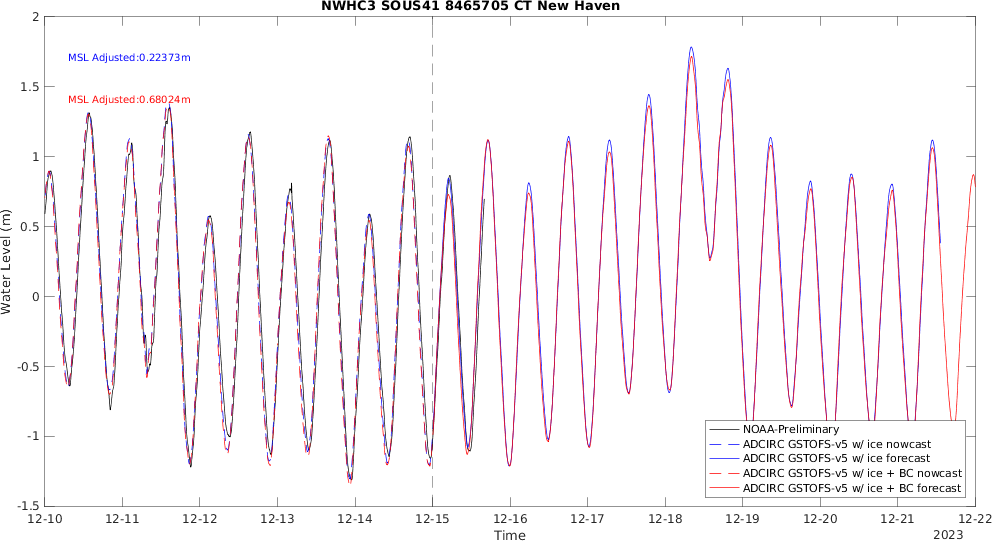 NWHC3 SOUS41 8465705 CT New Haven
MSL Adjusted:0.22373m
MSL Adjusted:0.68024m
Water Level (m)
2
1.5
1
0.5
0
-0.5
-1
-1.5
NOAA-Preliminary
ADCIRC GSTOFS-v5 w/ ice nowcast
ADCIRC GSTOFS-v5 w/ ice forecast
ADCIRC GSTOFS-v5 w/ ice + BC nowcast
ADCIRC GSTOFS-v5 w/ ice + BC forecast
12-10 12-11 12-12 12-13 12-14 12-15 12-16 12-17 12-18 12-19 12-20 12-21 12-22
Time
2023